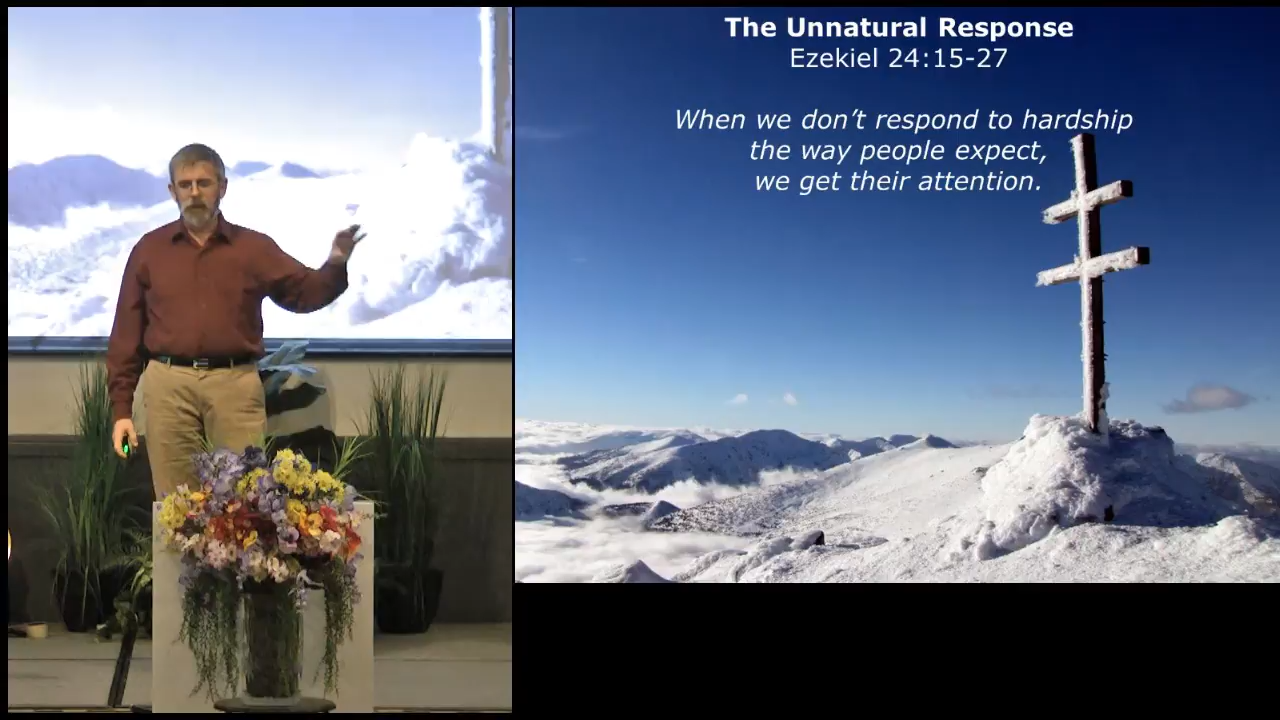 The Unnatural Response
Ezekiel 24:15-27
When we don’t respond to hardship
the way people expect,
we get their attention.